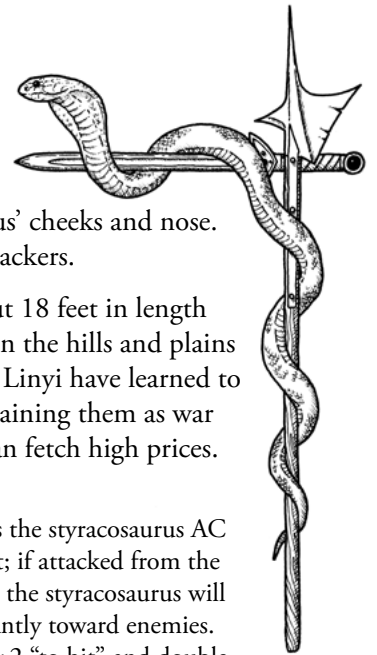 us’ cheeks and nose.
ackers.
ut 18 feet in length
n the hills and plains
Linyi have learned to
aining them as war
an fetch high prices.
s the styracosaurus AC
t; if attacked from the
the styracosaurus will
ntly toward enemies.
2 “to-hit” and double